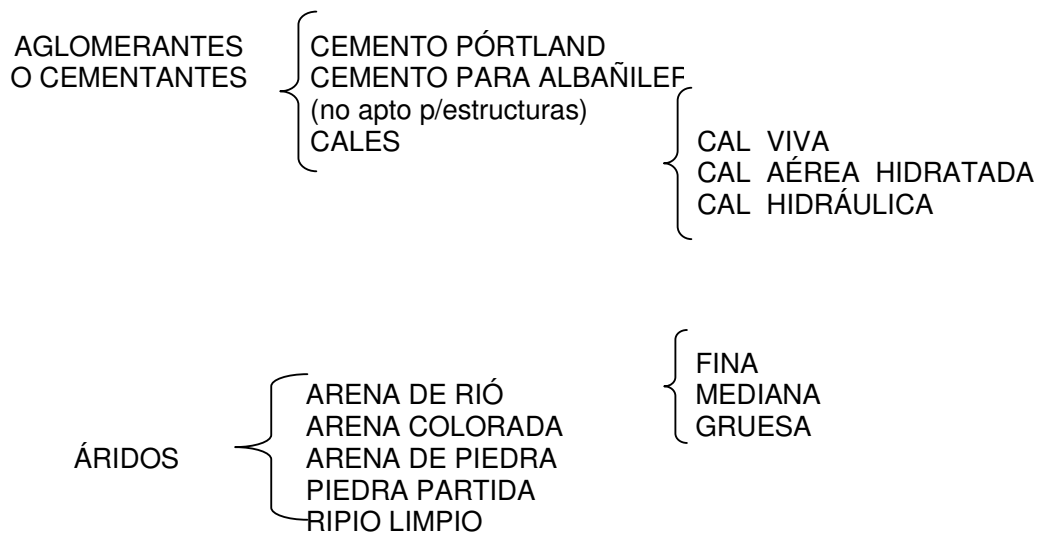 AGLOMERANTES
O CEMENTANTES
CEMENTO PÓRTLAND
CEMENTO PARA
(no apto p/estructuras)
CALES
CAL VIVA
CAL AÉREA HIDRATADA
CAL HIDRÁULICA
ÁRIDOS
ARENA DE RIÓ
ARENA COLORADA
ARENA DE PIEDRA
PIEDRA PARTIDA
RIPIO LIMPIO
FINA
MEDIANA
GRUESA